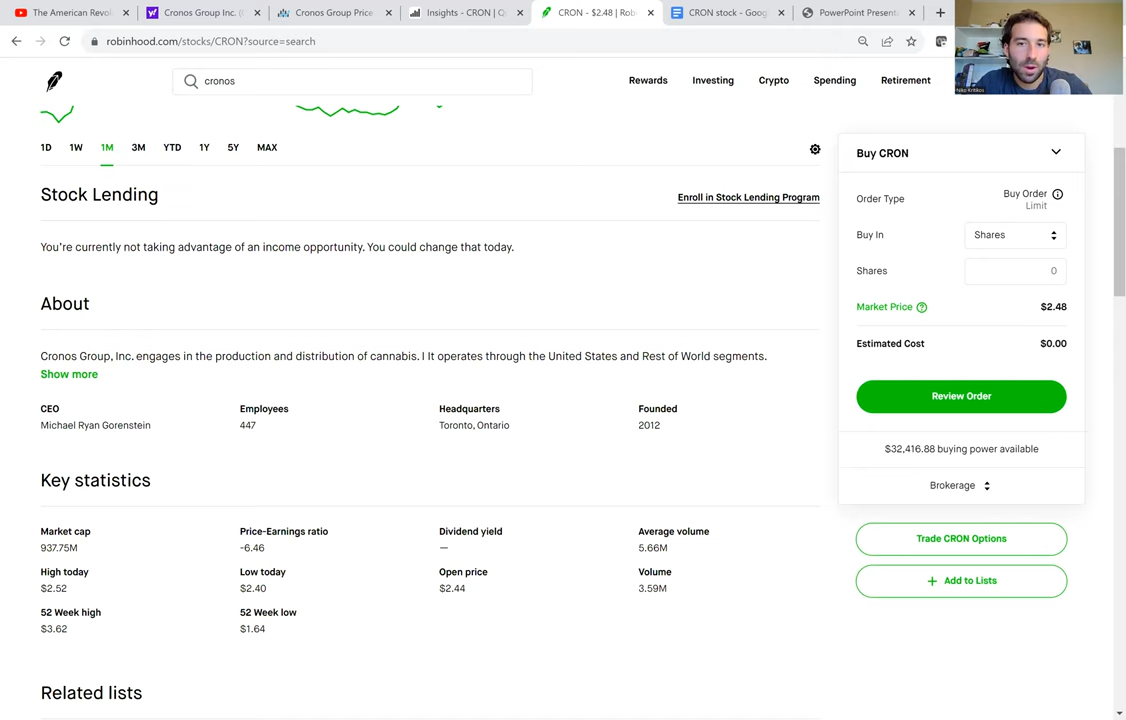 The American Revol
Cronos Group Inc. (
Cronos Group Price
Insights - CRON | Q
CRON - $2.48 | Rob
CRON stock - Goog
PowerPoint Presenta
robinhood.com/stocks/CRON?source=search
cronos
Rewards
Investing
Crypto
Spending
Retirement
1D 1W 1M 3M YTD 1Y 5Y MAX
Stock Lending
Enroll in Stock Lending Program
You're currently not taking advantage of an income opportunity. You could change that today.
About
Cronos Group, Inc. engages in the production and distribution of cannabis. I It operates through the United States and Rest of World segments.
Show more
CEO
Michael Ryan Gorenstein
Employees
447
Headquarters
Toronto, Ontario
Founded
2012
Key statistics
Market cap
937.75M
Price-Earnings ratio
-6.46
Dividend yield
—
Average volume
5.66M
High today
$2.52
Low today
$2.40
Open price
$2.44
Volume
3.59M
52 Week high
$3.62
52 Week low
$1.64
Related lists
Buy CRON
Order Type
Buy Order
Limit
Buy In
Shares
Shares
0
Market Price
$2.48
Estimated Cost
$0.00
Review Order
$32,416.88 buying power available
Brokerage
Trade CRON Options
+ Add to Lists